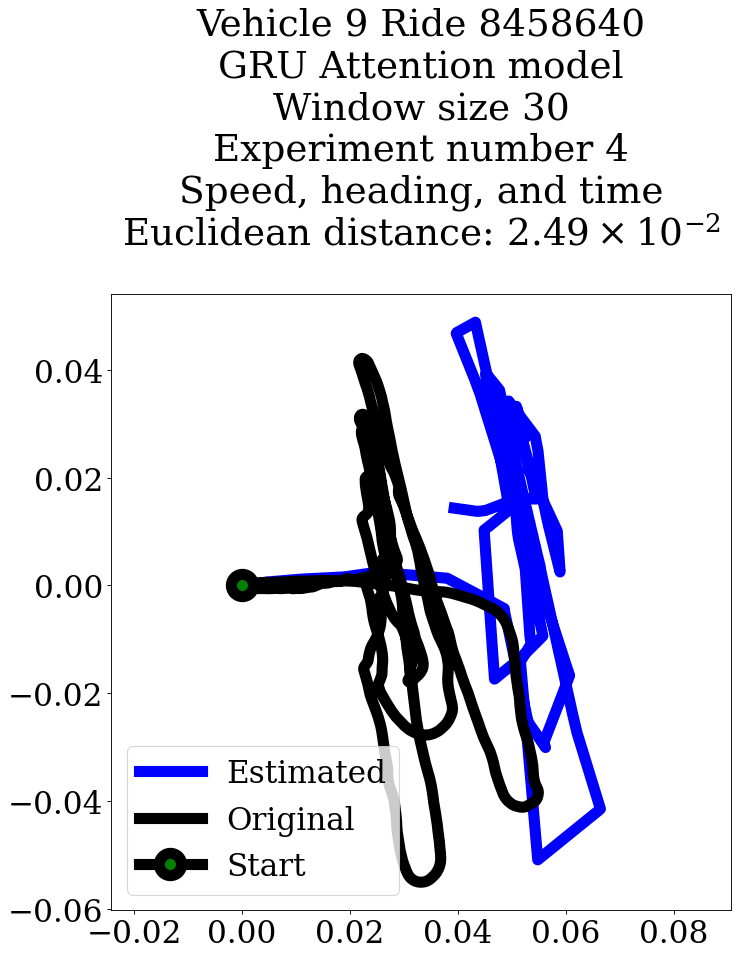 Vehicle 9 Ride 8458640
GRU Attention model
Window size 30
Experiment number 4
Speed, heading, and time
Euclidean distance: 2.49 × 10⁻²
0.04
0.02
0.00
−0.02
−0.04
−0.06
Estimated
Original
Start
−0.02 0.00 0.02 0.04 0.06 0.08